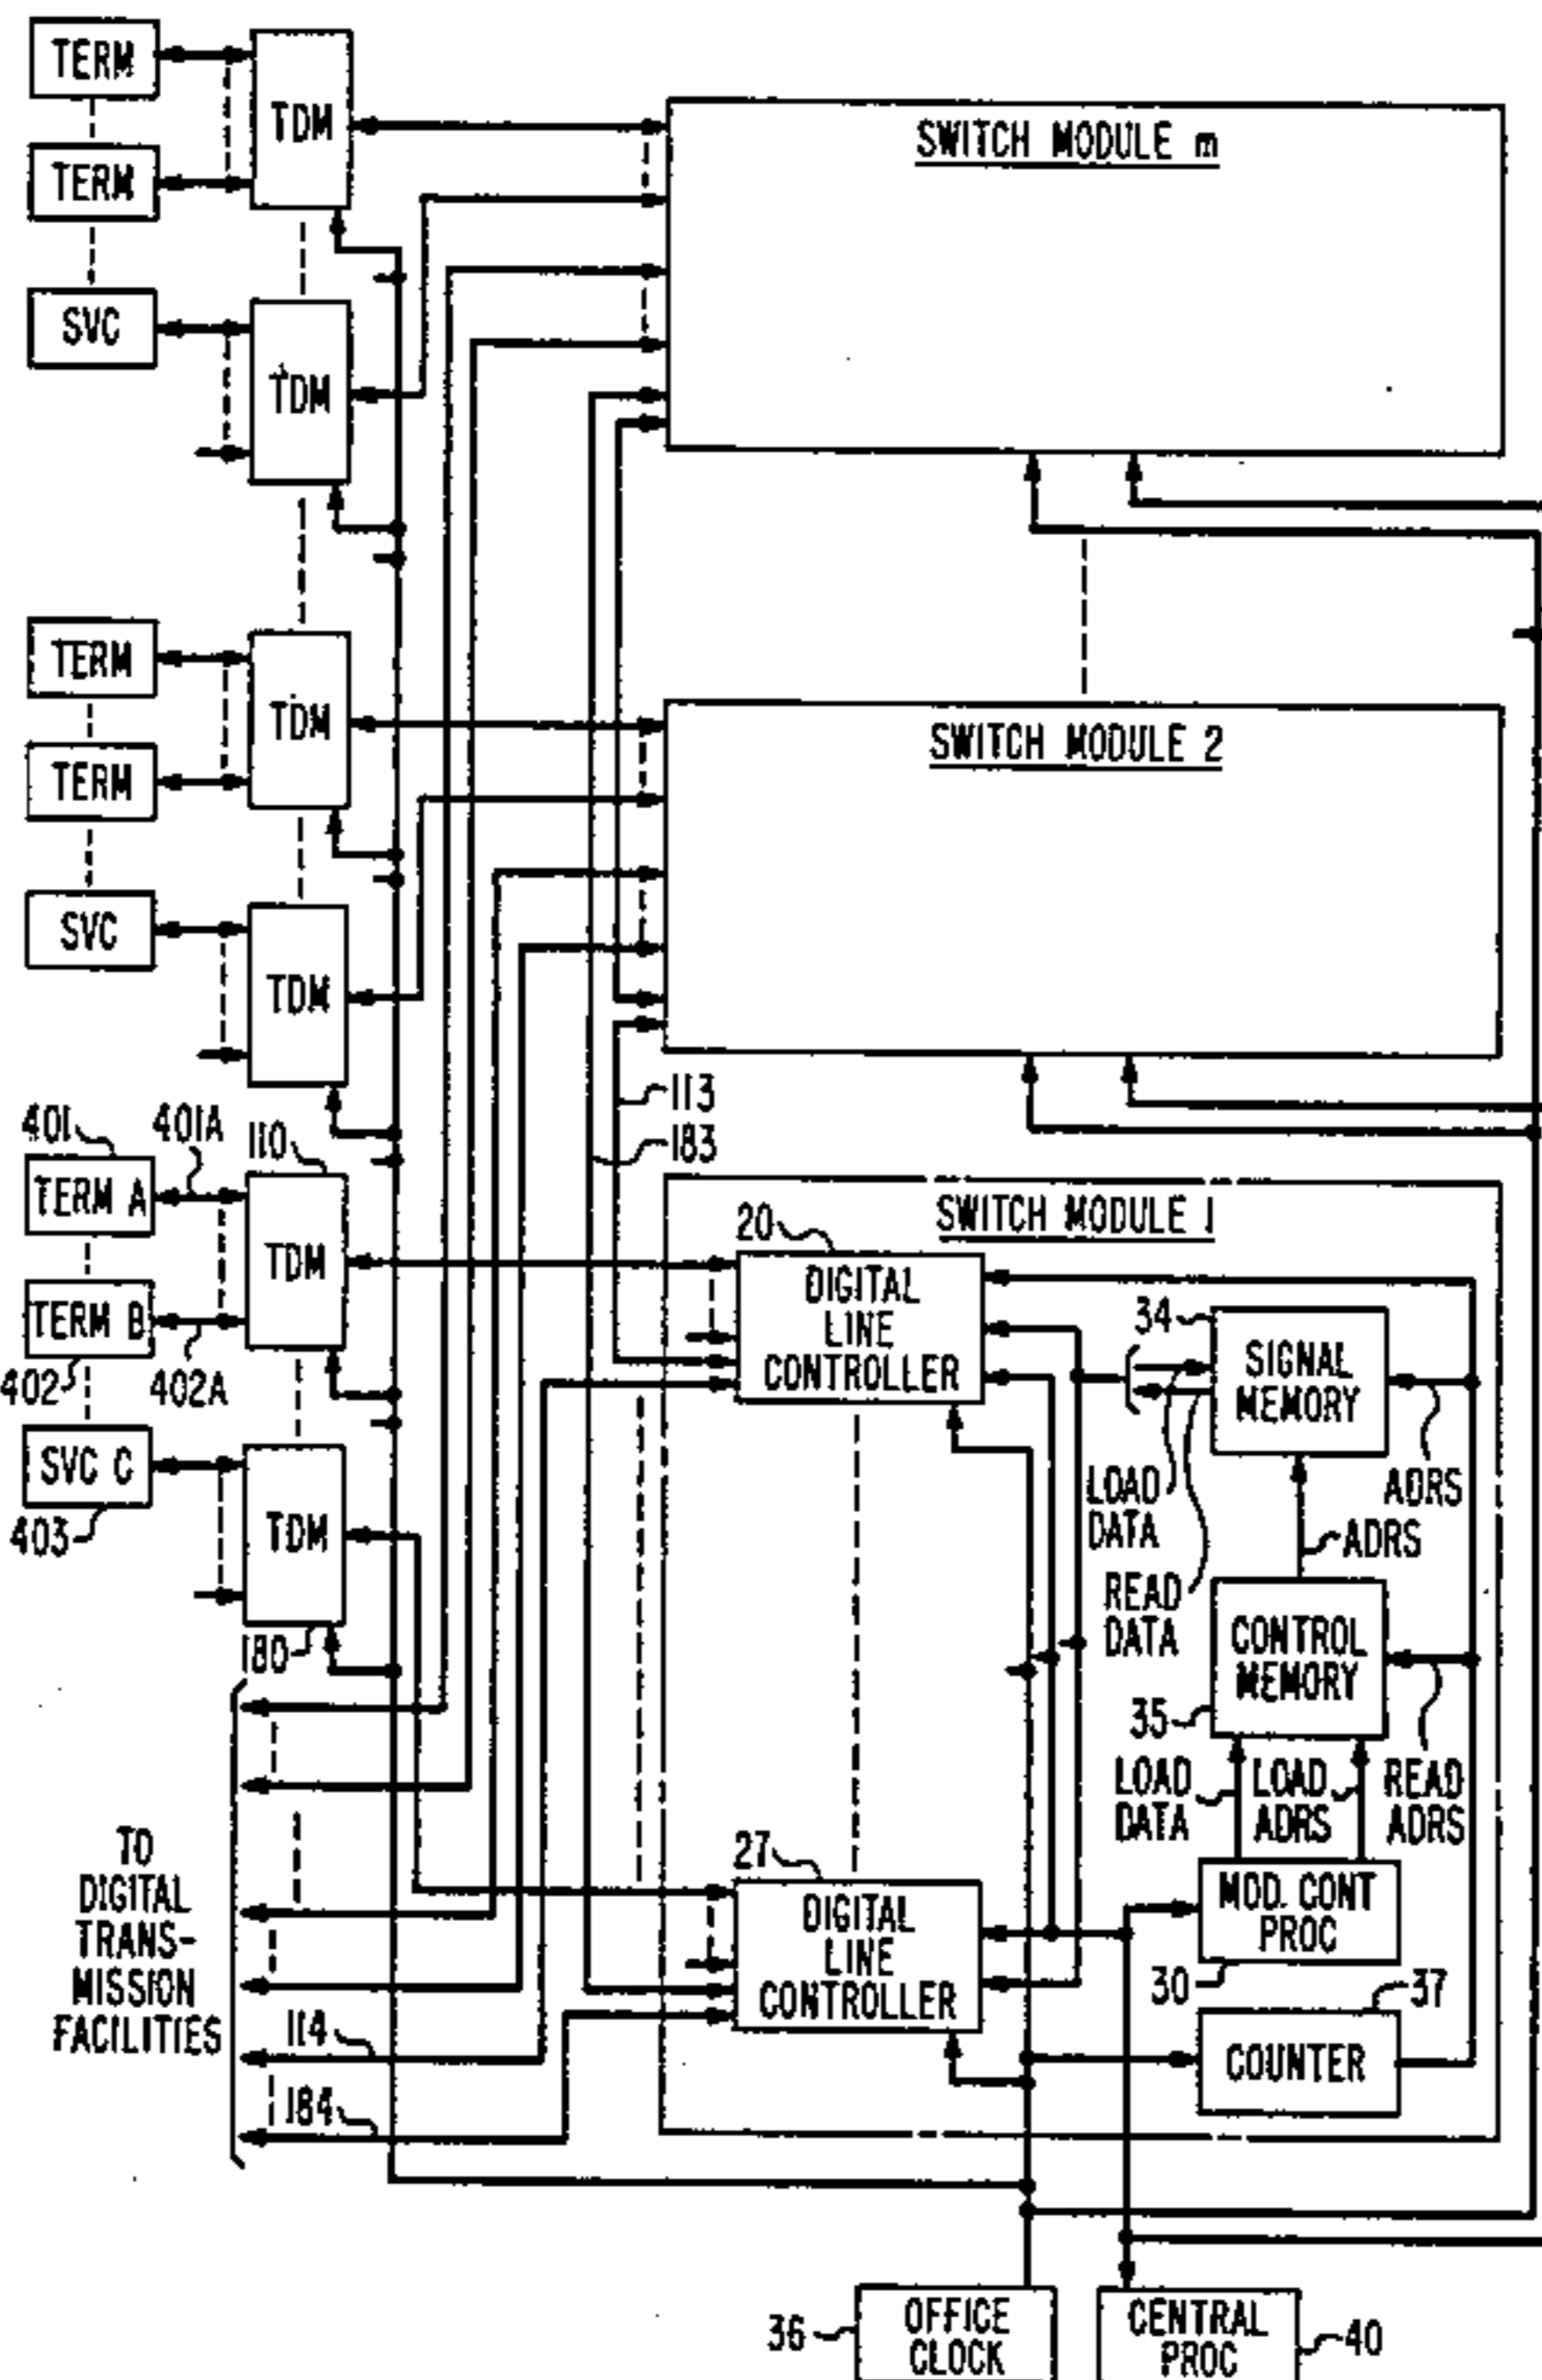 TERM
TDM
SWITCH MODULE m
TERM
SVC
TDM
TERM
TDM
SWITCH MODULE 2
TERM
SVC
TDM
113
401
401A
110
183
TERM A
SWITCH MODULE 1
20
TDM
DIGITAL
LINE
CONTROLLER
34
SIGNAL
MEMORY
TERM B
402
402A
SVC C
LOAD
DATA
ADRS
403
TDM
ADRS
READ
DATA
CONTROL
MEMORY
180
35
LOAD
DATA
LOAD
ADRS
READ
ADRS
TO
DIGITAL
TRANS-
MISSION
FACILITIES
27
DIGITAL
LINE
CONTROLLER
MOD. CONT
PROC
30
37
114
COUNTER
184
36
OFFICE
CLOCK
CENTRAL
PROC
40